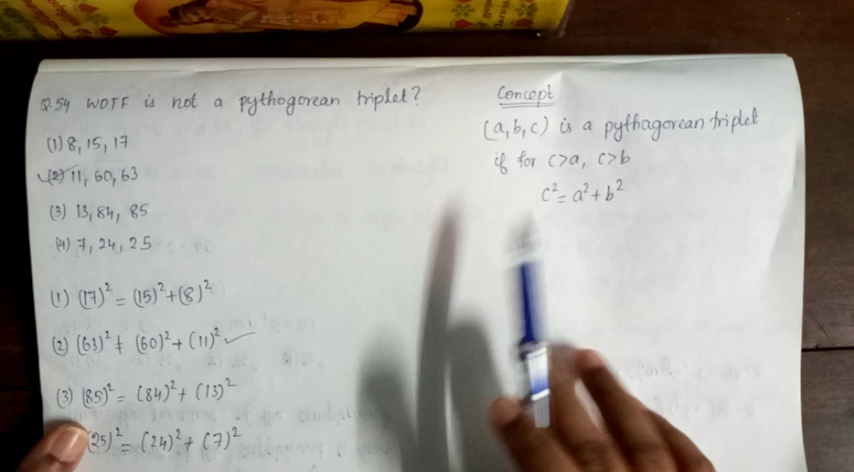 Q.54 WOTF is not a pythogorean triplet?
(1) 8, 15, 17
(2) 11, 60, 63
(3) 13, 84, 85
(4) 7, 24, 25
(1) (17)² = (15)² + (8)²
(2) (63)² ≠ (60)² + (11)² ✓
(3) (85)² = (84)² + (13)²
(25)² = (24)² + (7)²
Concept
(a, b, c) is a pythagorean triplet
if for c>a, c>b
c² = a² + b²